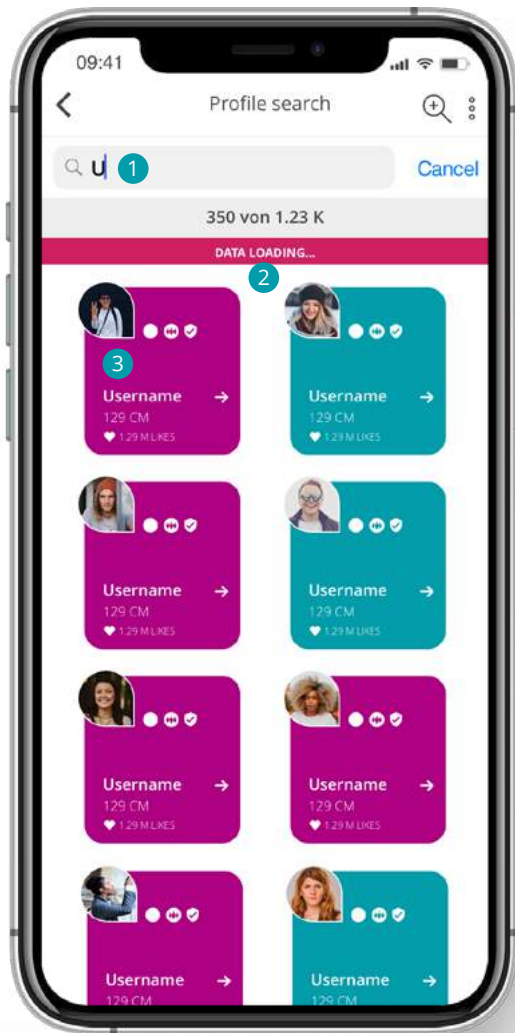 09:41
Profile search
U 1 Cancel
350 von 1.23 K
DATA LOADING...
2
3
Username Username
129 CM 129 CM
1.29 M LIKES 1.29 M LIKES
Username Username
129 CM 129 CM
1.29 M LIKES 1.29 M LIKES
Username Username
129 CM 129 CM
1.29 M LIKES 1.29 M LIKES
Username Username
129 CM 129 CM